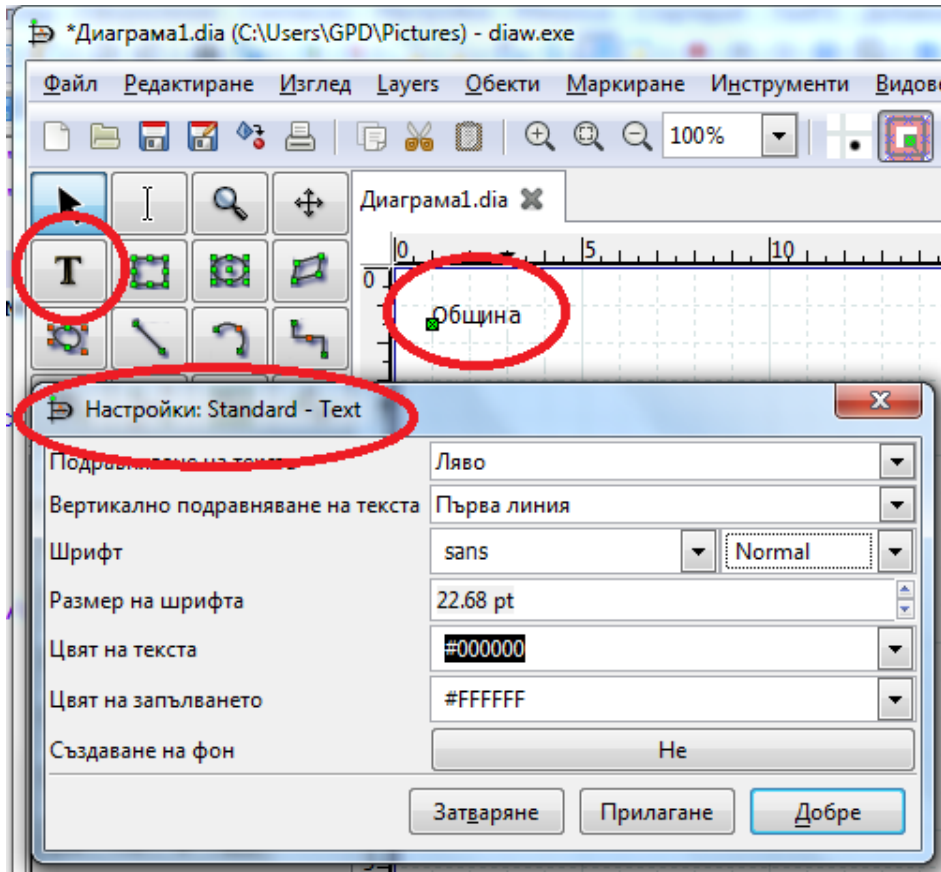 *Диаграма1.dia (C:\Users\GPD\Pictures) - diaw.exe
Файл Редактиране Изглед Layers Обекти Маркиране Инструменти Видов
100%
Диаграма1.dia
T
0 5 10
0
Община
Настройки: Standard - Text
Подравняване на текста Ляво
Вертикално подравняване на текста Първа линия
Шрифт sans Normal
Размер на шрифта 22.68 pt
Цвят на текста #000000
Цвят на запълването #FFFFFF
Създаване на фон Не
Затваряне Прилагане Добре